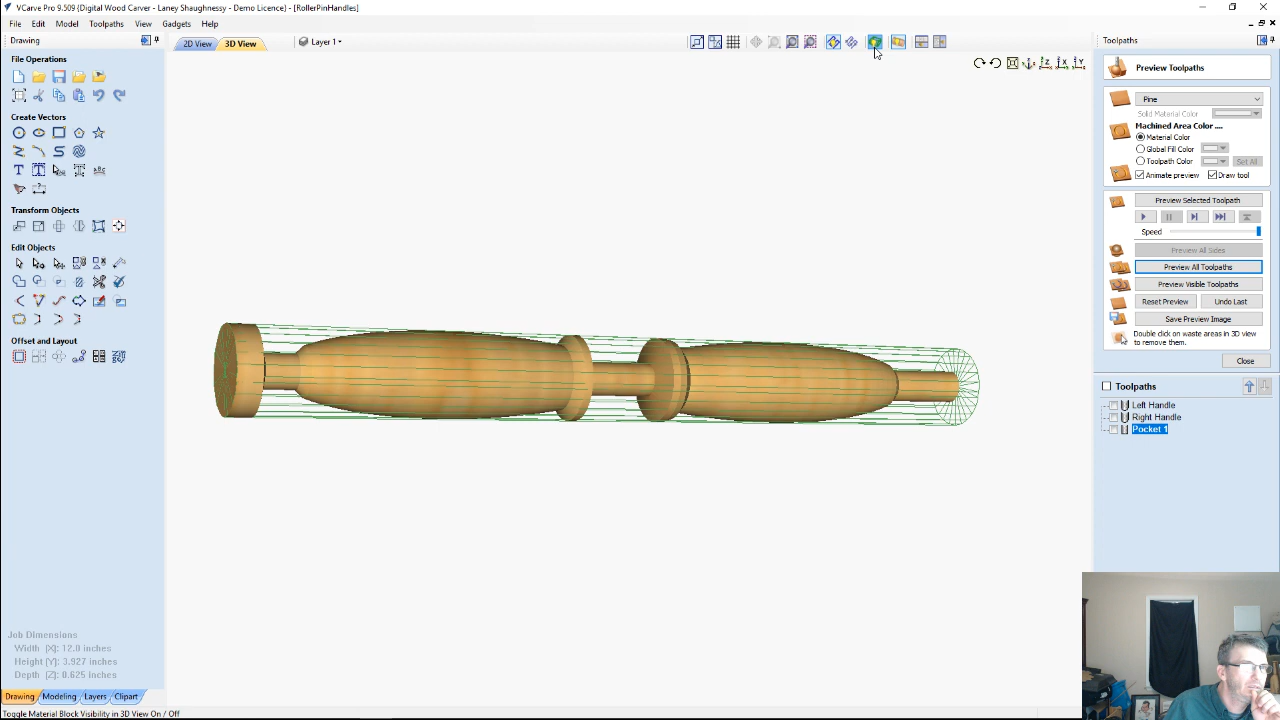 VCarve Pro 9.509 {Digital Wood Carver - Laney Shaughnessy - Demo Licence} - [RollerPinHandles]
File Edit Model Toolpaths View Gadgets Help
Drawing
2D View 3D View Layer 1
Toolpaths
File Operations
Create Vectors
Transform Objects
Edit Objects
Offset and Layout
Preview Toolpaths
Pine
Solid Material Color
Machined Area Color ....
Material Color
Global Fill Color
Toolpath Color Set All
Animate preview Draw tool
Preview Selected Toolpath
Speed
Preview All Sides
Preview All Toolpaths
Preview Visible Toolpaths
Reset Preview Undo Last
Save Preview Image
Double click on waste areas in 3D view
to remove them.
Close
Toolpaths
Left Handle
Right Handle
Pocket 1
Job Dimensions
Width [X]: 12.0 inches
Height [Y]: 3.927 inches
Depth [Z]: 0.625 inches
Drawing Modeling Layers Clipart
Toggle Material Block Visibility in 3D View On / Off